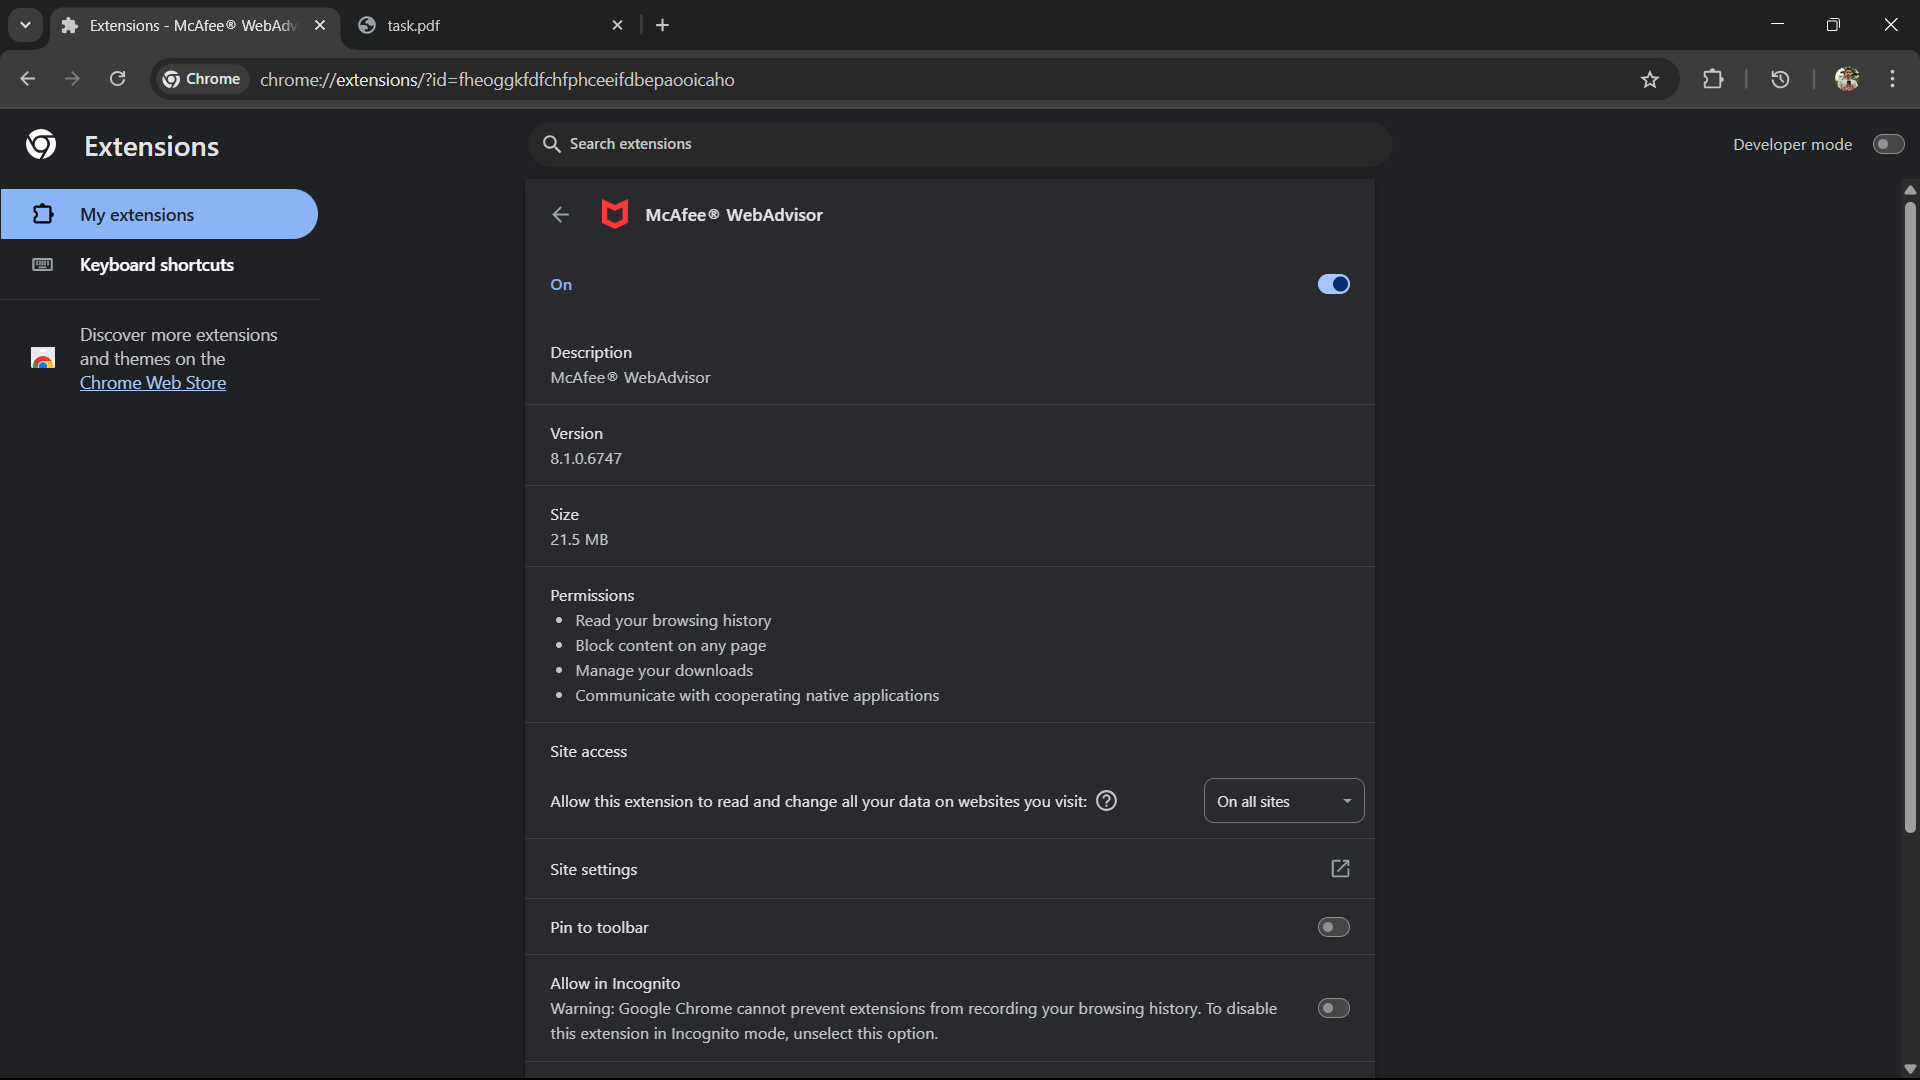 Extensions - McAfee® WebAdv
task.pdf
Chrome
chrome://extensions/?id=fheoggkfdfchfphceeifdbepaooicaho
Extensions
Search extensions
Developer mode
My extensions
Keyboard shortcuts
Discover more extensions
and themes on the
Chrome Web Store
McAfee® WebAdvisor
On
Description
McAfee® WebAdvisor
Version
8.1.0.6747
Size
21.5 MB
Permissions
• Read your browsing history
• Block content on any page
• Manage your downloads
• Communicate with cooperating native applications
Site access
Allow this extension to read and change all your data on websites you visit:
On all sites
Site settings
Pin to toolbar
Allow in Incognito
Warning: Google Chrome cannot prevent extensions from recording your browsing history. To disable
this extension in Incognito mode, unselect this option.